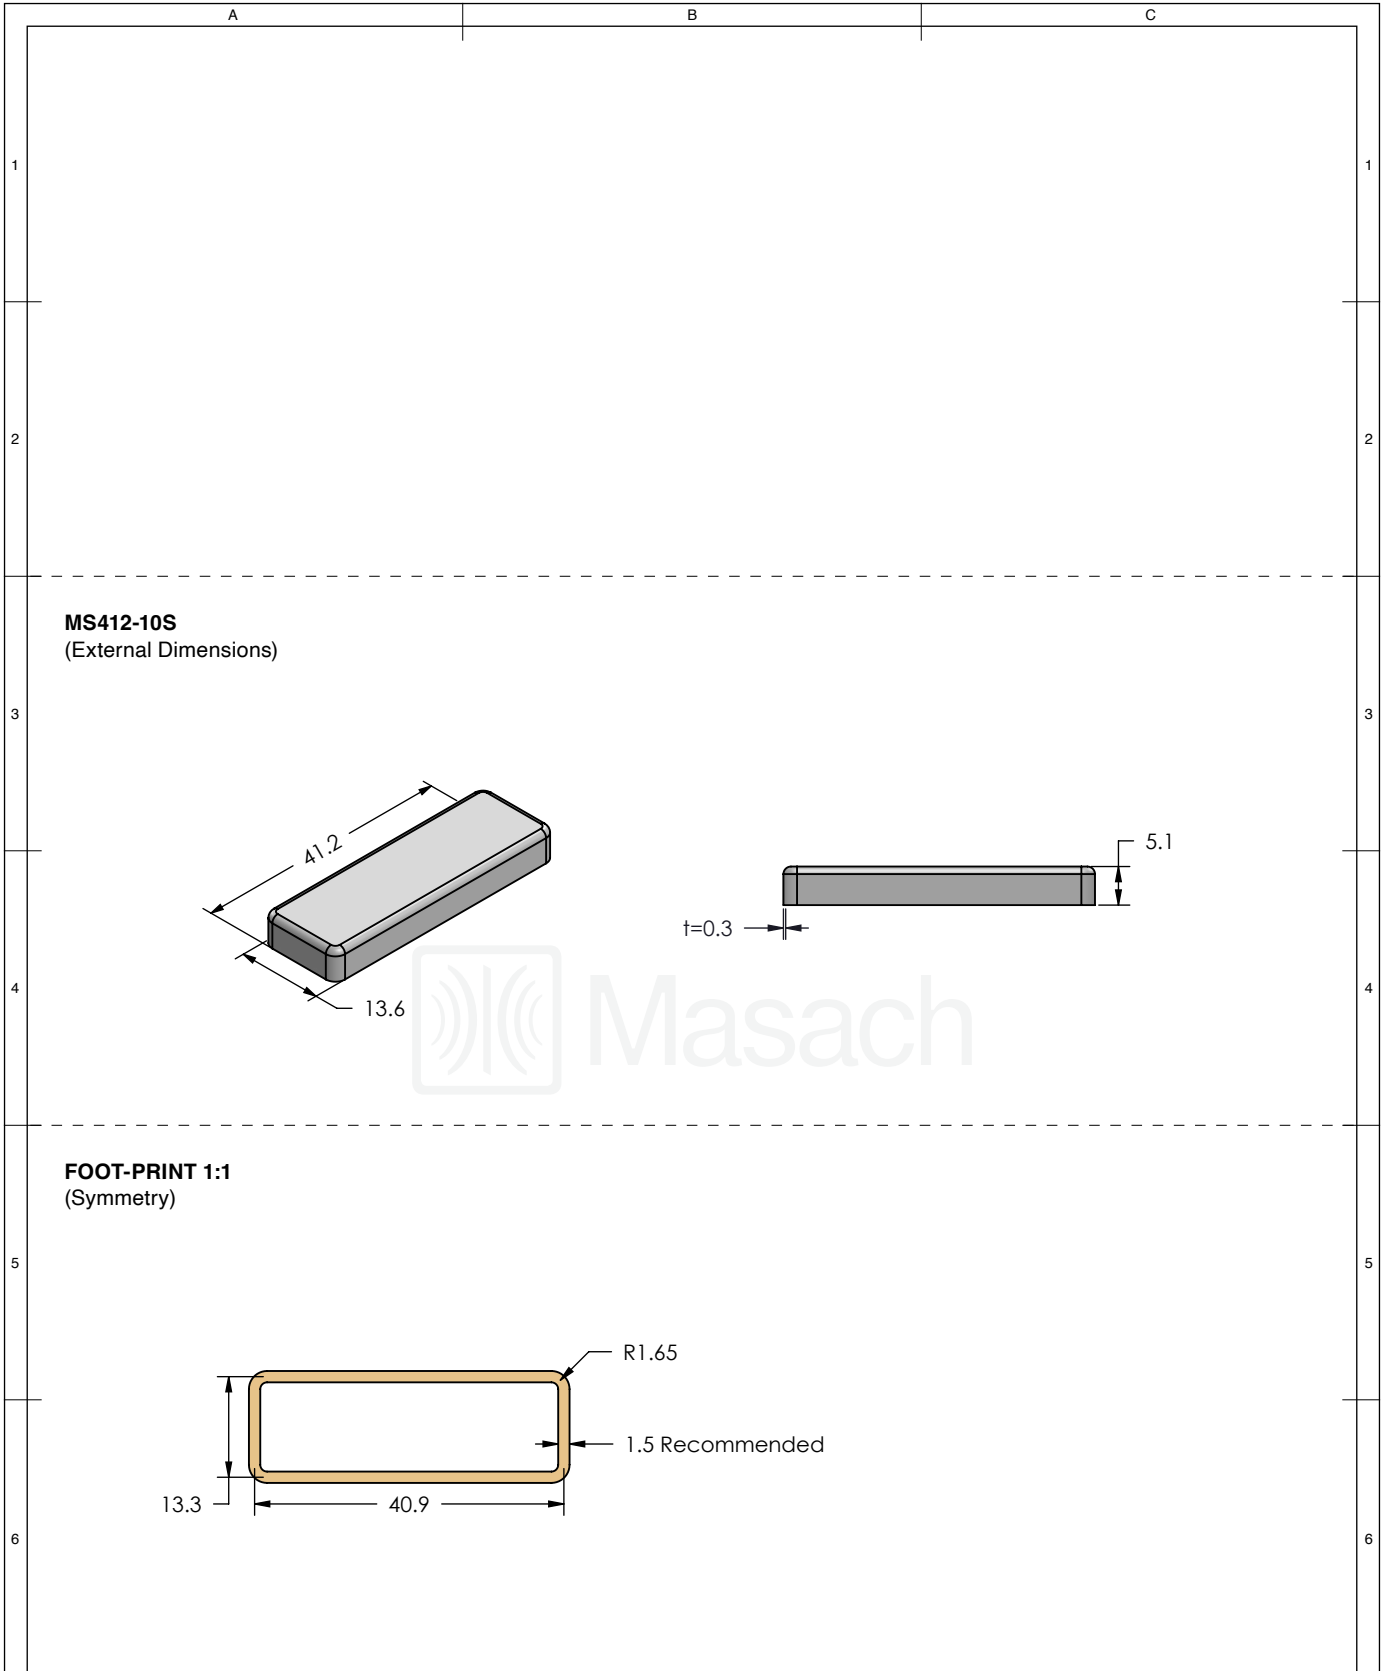 A B C
1 1
2 2
MS412-10S
(External Dimensions)
3 3
41.2
5.1
t=0.3
4 4
13.6
Masach
FOOT-PRINT 1:1
(Symmetry)
5 5
R1.65
1.5 Recommended
13.3
40.9
6 6